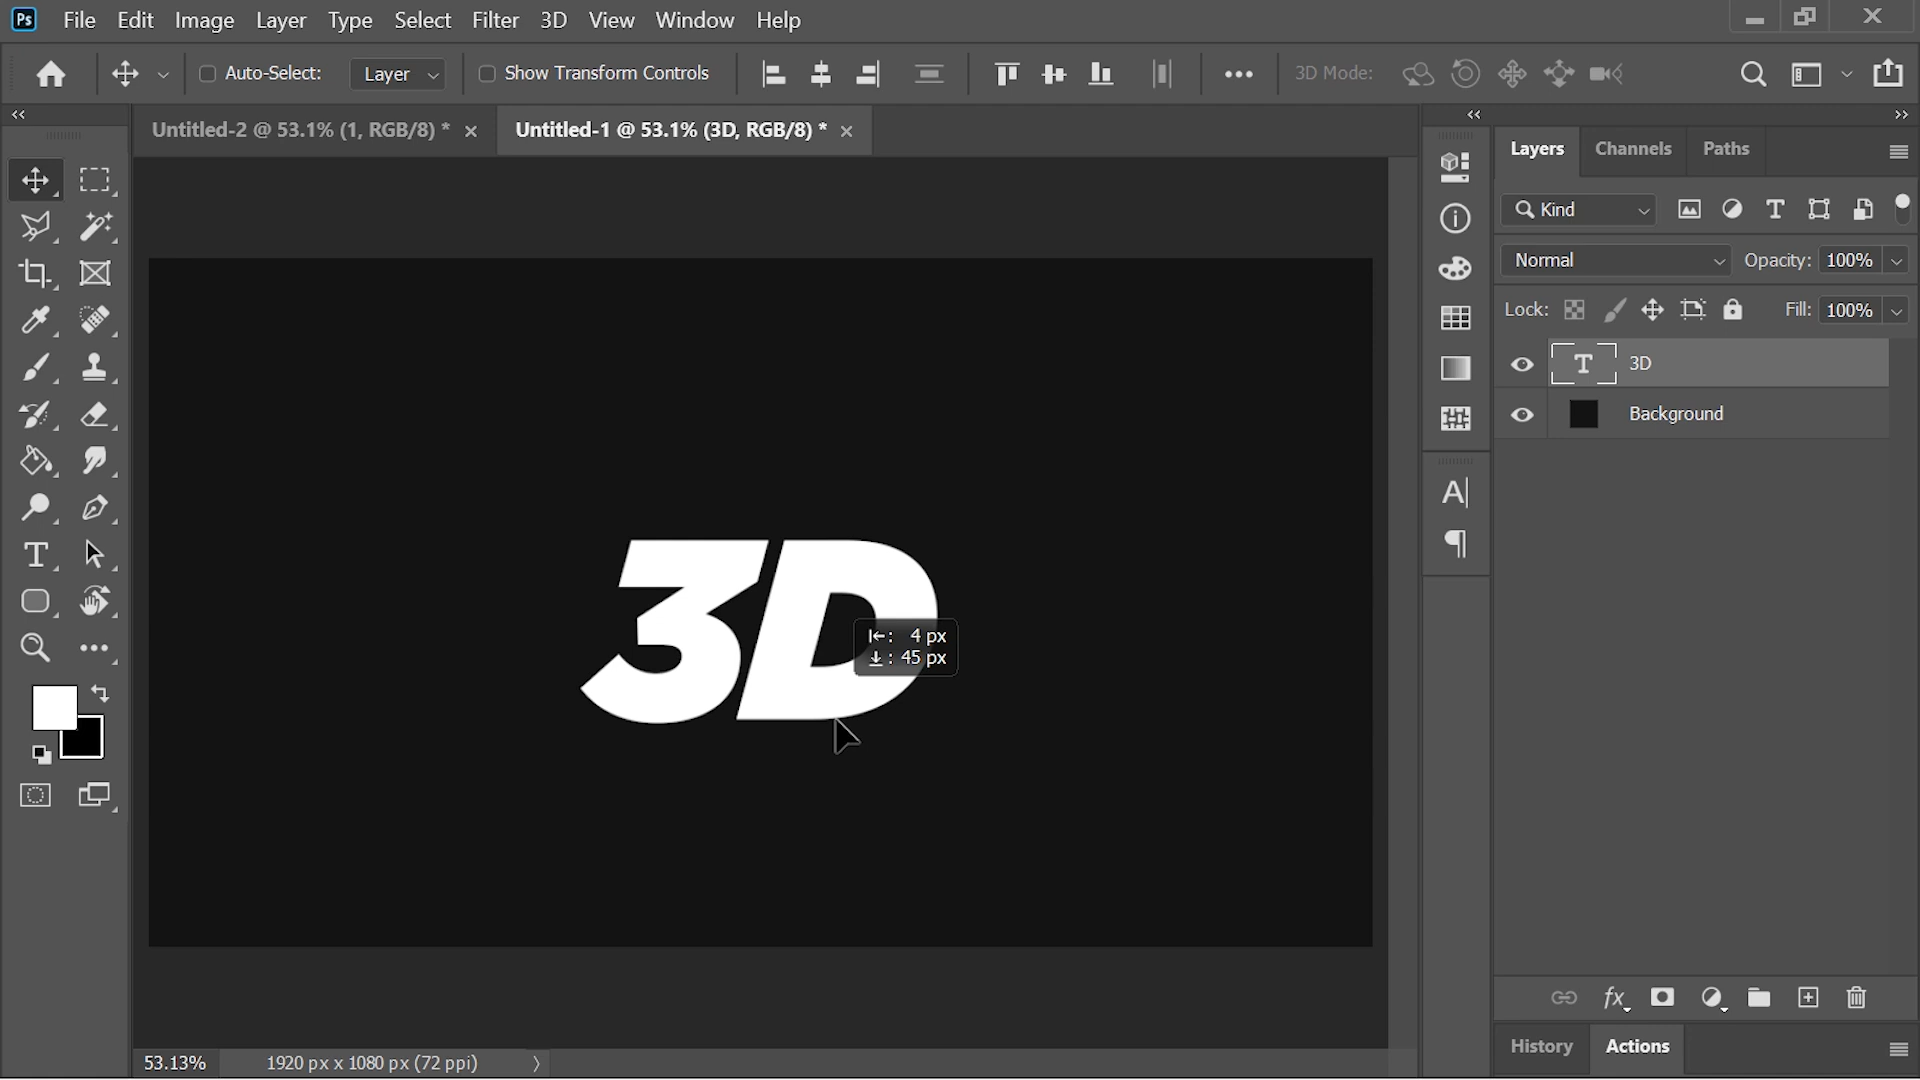 Ps File Edit Image Layer Type Select Filter 3D View Window Help
Auto-Select: Layer Show Transform Controls 3D Mode:
Untitled-2 @ 53.1% (1, RGB/8) * × Untitled-1 @ 53.1% (3D, RGB/8) * ×
Layers Channels Paths
Kind
Normal Opacity: 100%
Lock: Fill: 100%
3D
Background
3D
4 px
45 px
53.13% 1920 px x 1080 px (72 ppi)
History Actions